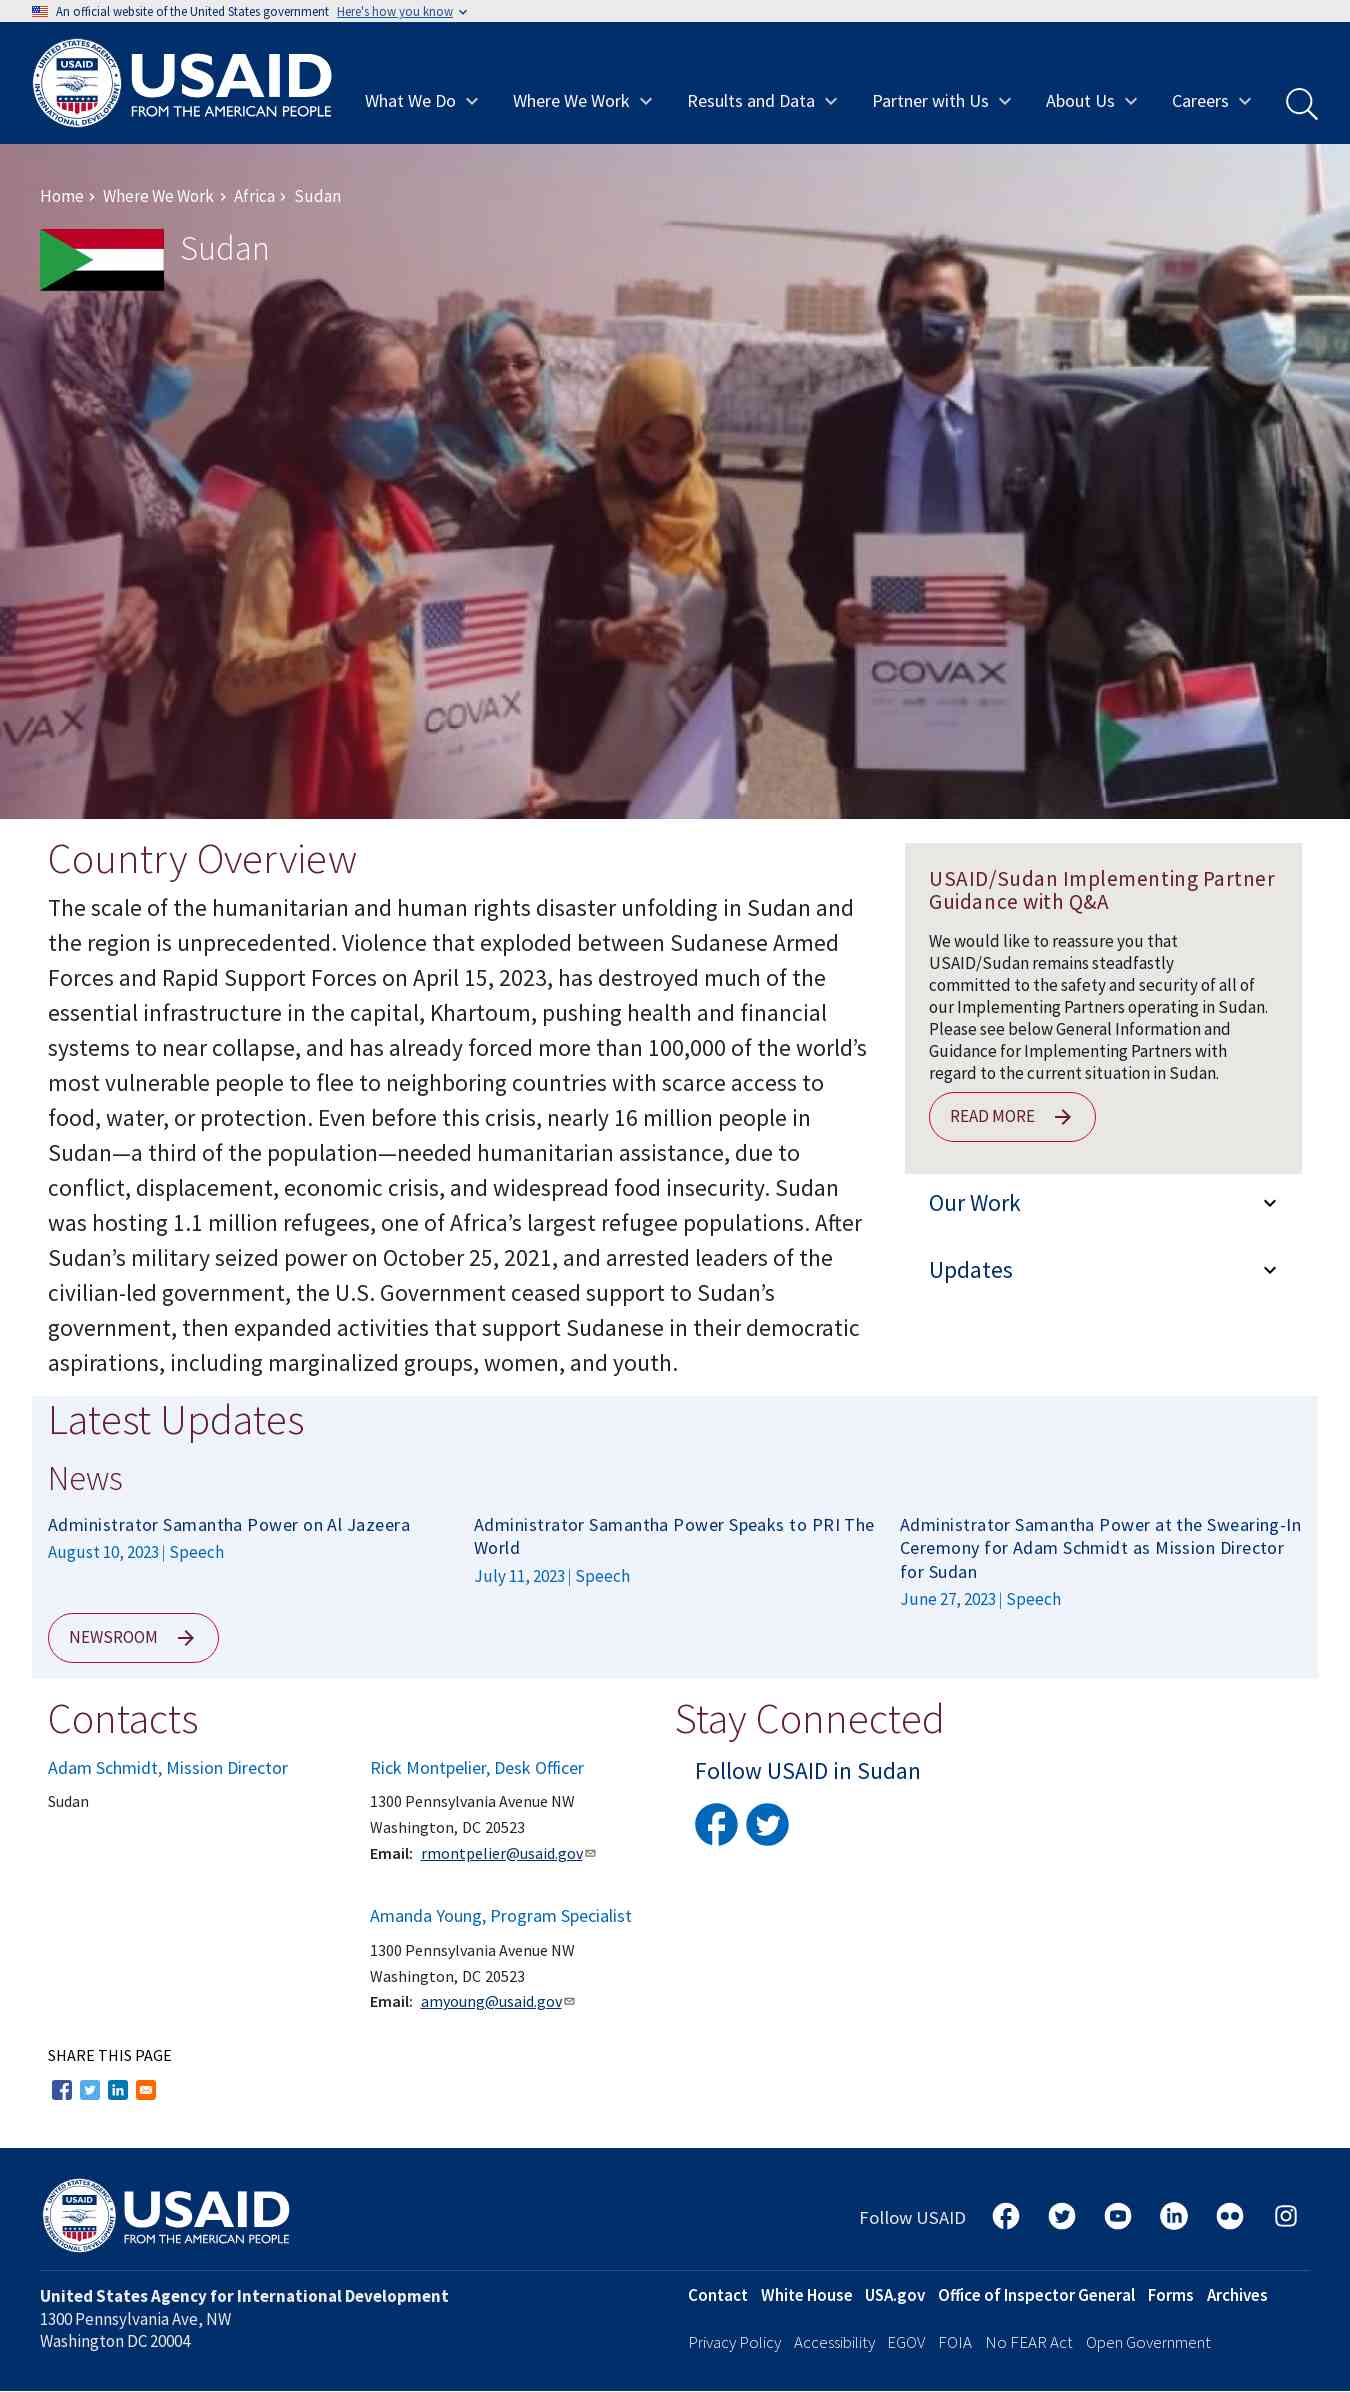 An official website of the United States government Here's how you know
USAID
FROM THE AMERICAN PEOPLE
What We Do
Where We Work
Results and Data
Partner with Us
About Us
Careers
Home
Where We Work
Africa
Sudan
Sudan
COVAX
COVAX
COVAX
Country Overview
The scale of the humanitarian and human rights disaster unfolding in Sudan and
the region is unprecedented. Violence that exploded between Sudanese Armed
Forces and Rapid Support Forces on April 15, 2023, has destroyed much of the
essential infrastructure in the capital, Khartoum, pushing health and financial
systems to near collapse, and has already forced more than 100,000 of the world’s
most vulnerable people to flee to neighboring countries with scarce access to
food, water, or protection. Even before this crisis, nearly 16 million people in
Sudan—a third of the population—needed humanitarian assistance, due to
conflict, displacement, economic crisis, and widespread food insecurity. Sudan
was hosting 1.1 million refugees, one of Africa’s largest refugee populations. After
Sudan’s military seized power on October 25, 2021, and arrested leaders of the
civilian-led government, the U.S. Government ceased support to Sudan’s
government, then expanded activities that support Sudanese in their democratic
aspirations, including marginalized groups, women, and youth.
USAID/Sudan Implementing Partner
Guidance with Q&A
We would like to reassure you that
USAID/Sudan remains steadfastly
committed to the safety and security of all of
our Implementing Partners operating in Sudan.
Please see below General Information and
Guidance for Implementing Partners with
regard to the current situation in Sudan.
READ MORE
Our Work
Updates
Latest Updates
News
Administrator Samantha Power on Al Jazeera
August 10, 2023 | Speech
Administrator Samantha Power Speaks to PRI The
World
July 11, 2023 | Speech
Administrator Samantha Power at the Swearing-In
Ceremony for Adam Schmidt as Mission Director
for Sudan
June 27, 2023 | Speech
NEWSROOM
Contacts
Adam Schmidt, Mission Director
Sudan
Rick Montpelier, Desk Officer
1300 Pennsylvania Avenue NW
Washington, DC 20523
Email: rmontpelier@usaid.gov
Amanda Young, Program Specialist
1300 Pennsylvania Avenue NW
Washington, DC 20523
Email: amyoung@usaid.gov
Stay Connected
Follow USAID in Sudan
SHARE THIS PAGE
USAID
FROM THE AMERICAN PEOPLE
Follow USAID
United States Agency for International Development
1300 Pennsylvania Ave, NW
Washington DC 20004
Contact White House USA.gov Office of Inspector General Forms Archives
Privacy Policy Accessibility EGOV FOIA No FEAR Act Open Government